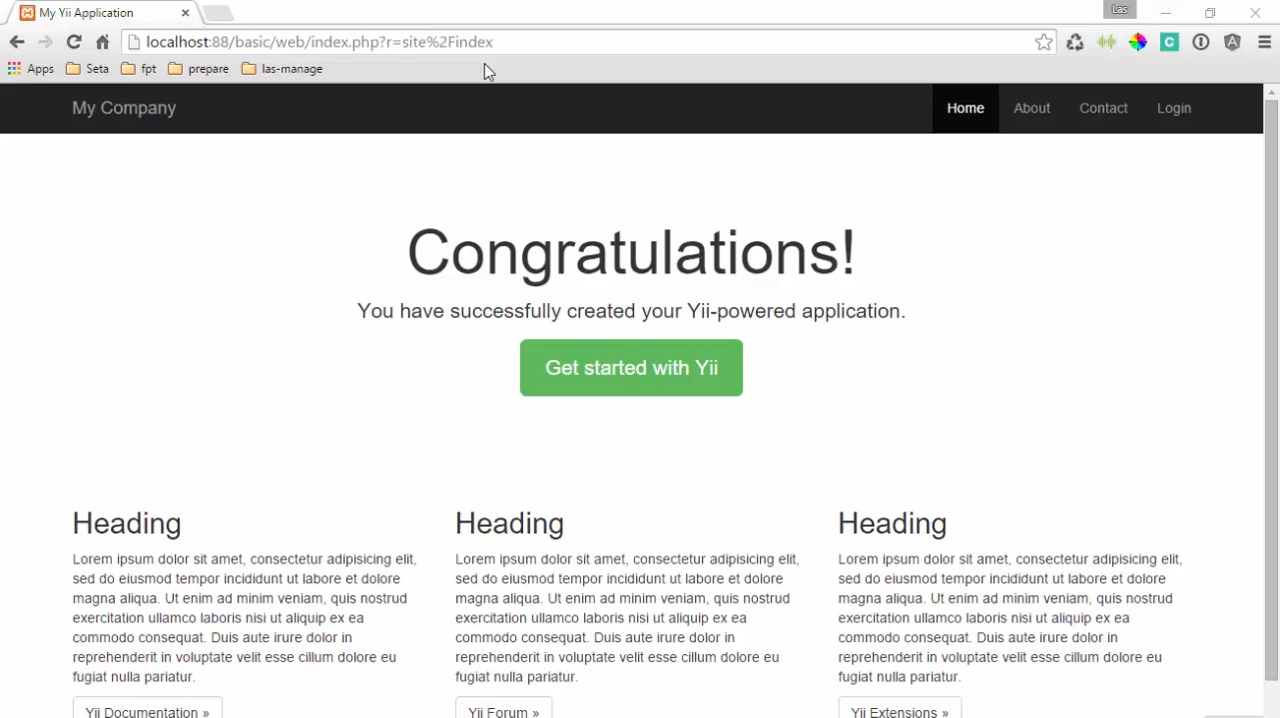 My Yii Application
Las
localhost:88/basic/web/index.php?r=site%2Findex
Apps Seta fpt prepare las-manage
My Company Home About Contact Login
Congratulations!
You have successfully created your Yii-powered application.
Get started with Yii
Heading
Lorem ipsum dolor sit amet, consectetur adipisicing elit,
sed do eiusmod tempor incididunt ut labore et dolore
magna aliqua. Ut enim ad minim veniam, quis nostrud
exercitation ullamco laboris nisi ut aliquip ex ea
commodo consequat. Duis aute irure dolor in
reprehenderit in voluptate velit esse cillum dolore eu
fugiat nulla pariatur.
Yii Documentation »
Heading
Lorem ipsum dolor sit amet, consectetur adipisicing elit,
sed do eiusmod tempor incididunt ut labore et dolore
magna aliqua. Ut enim ad minim veniam, quis nostrud
exercitation ullamco laboris nisi ut aliquip ex ea
commodo consequat. Duis aute irure dolor in
reprehenderit in voluptate velit esse cillum dolore eu
fugiat nulla pariatur.
Yii Forum »
Heading
Lorem ipsum dolor sit amet, consectetur adipisicing elit,
sed do eiusmod tempor incididunt ut labore et dolore
magna aliqua. Ut enim ad minim veniam, quis nostrud
exercitation ullamco laboris nisi ut aliquip ex ea
commodo consequat. Duis aute irure dolor in
reprehenderit in voluptate velit esse cillum dolore eu
fugiat nulla pariatur.
Yii Extensions »